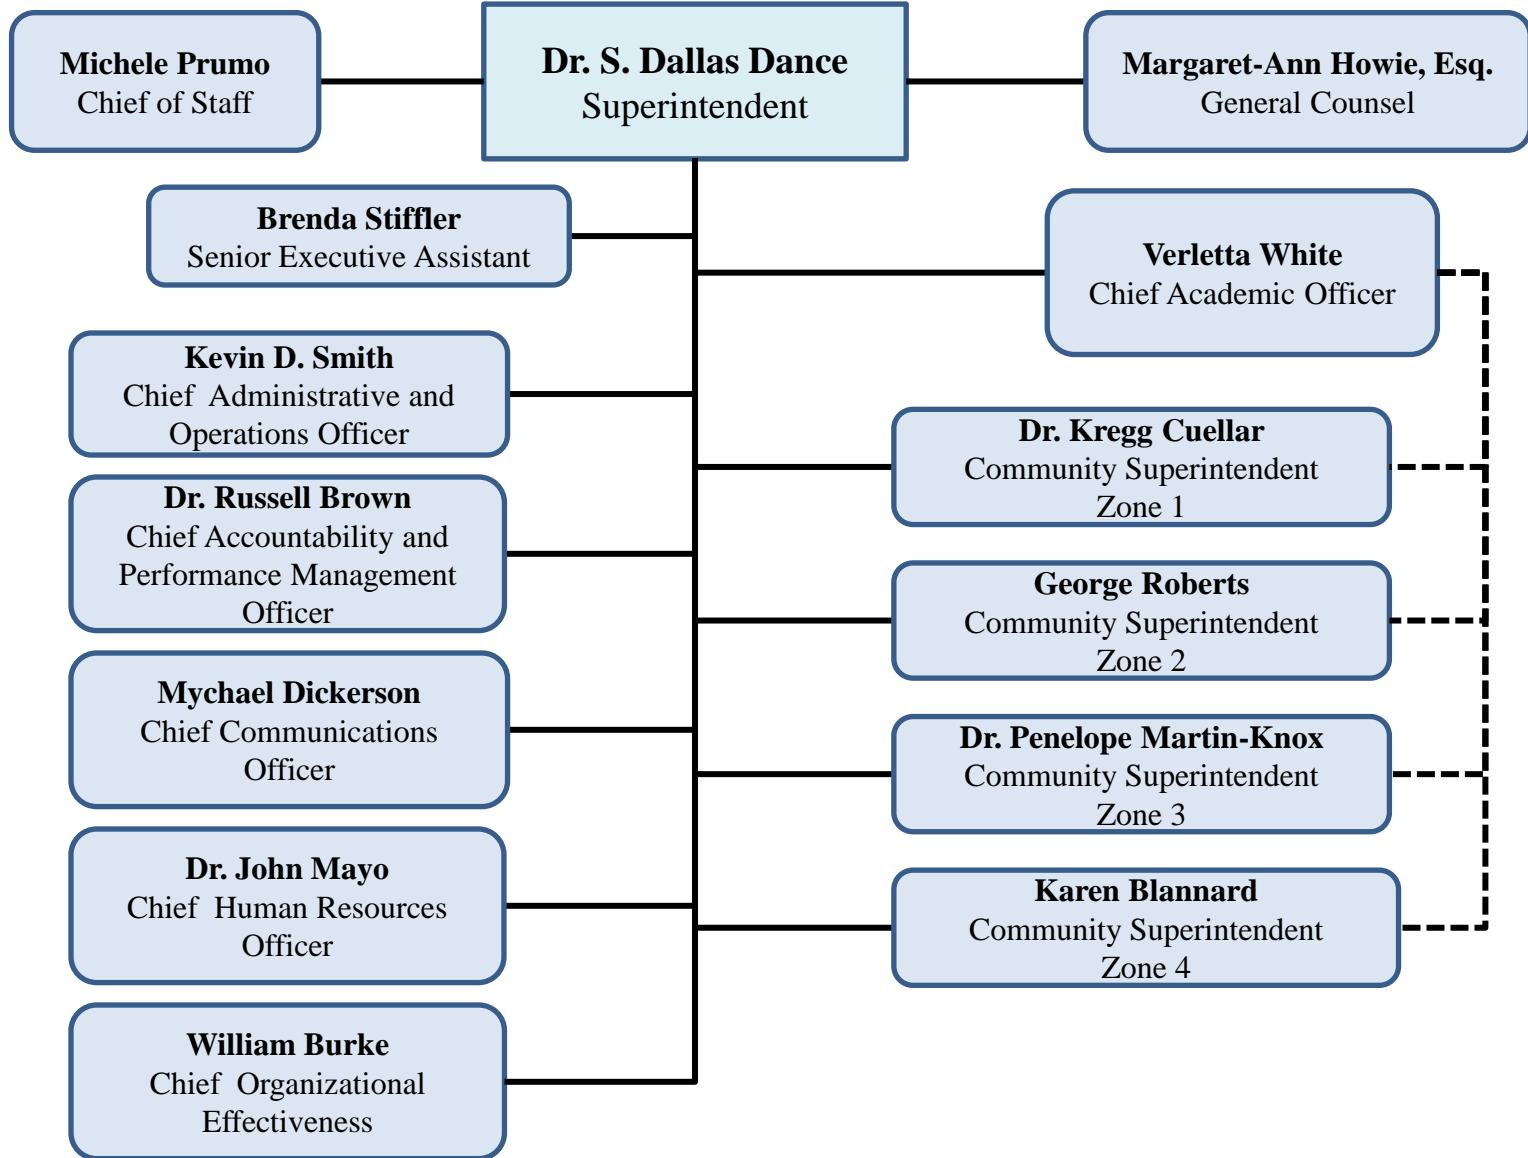 Michele Prumo
Chief of Staff
Dr. S. Dallas Dance
Superintendent
Margaret-Ann Howie, Esq.
General Counsel
Brenda Stiffler
Senior Executive Assistant
Verletta White
Chief Academic Officer
Kevin D. Smith
Chief Administrative and
Operations Officer
Dr. Russell Brown
Chief Accountability and
Performance Management
Officer
Mychael Dickerson
Chief Communications
Officer
Dr. John Mayo
Chief Human Resources
Officer
William Burke
Chief Organizational
Effectiveness
Dr. Kregg Cuellar
Community Superintendent
Zone 1
George Roberts
Community Superintendent
Zone 2
Dr. Penelope Martin-Knox
Community Superintendent
Zone 3
Karen Blannard
Community Superintendent
Zone 4